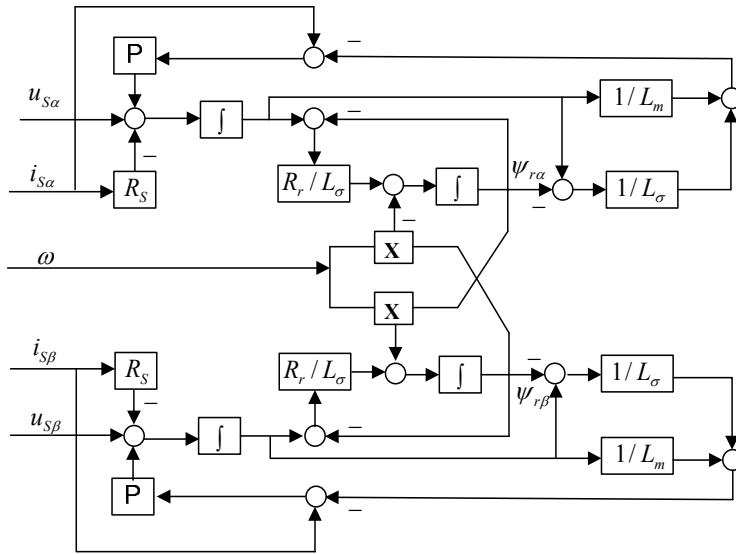 −
P
u_{Sα}
∫
−
1/L_m
−
i_{Sα}
R_S
R_r/L_σ
∫
ψ_{rα}
−
1/L_σ
−
X
ω
X
i_{Sβ}
R_S
R_r/L_σ
∫
−
ψ_{rβ}
1/L_σ
−
u_{Sβ}
∫
−
1/L_m
P
−